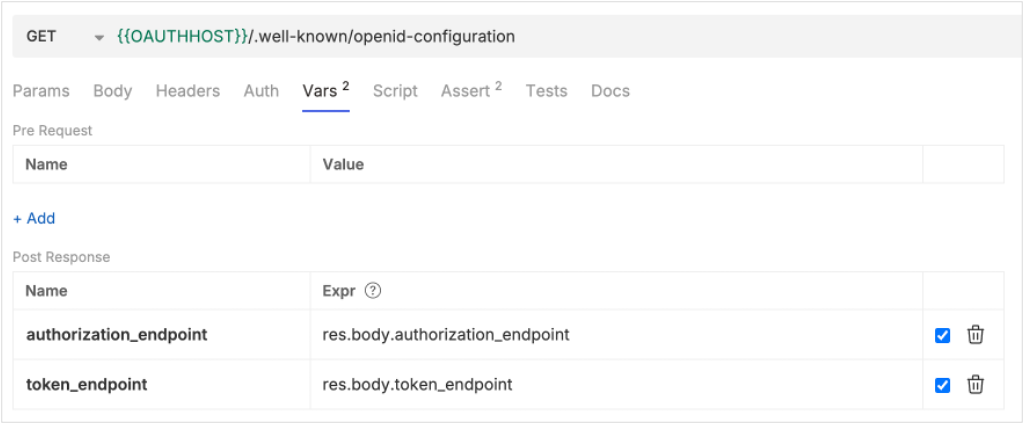 GET {{OAUTHHOST}}/.well-known/openid-configuration
Params Body Headers Auth Vars 2 Script Assert 2 Tests Docs
Pre Request
Name Value
+ Add
Post Response
Name Expr ?
authorization_endpoint res.body.authorization_endpoint
token_endpoint res.body.token_endpoint